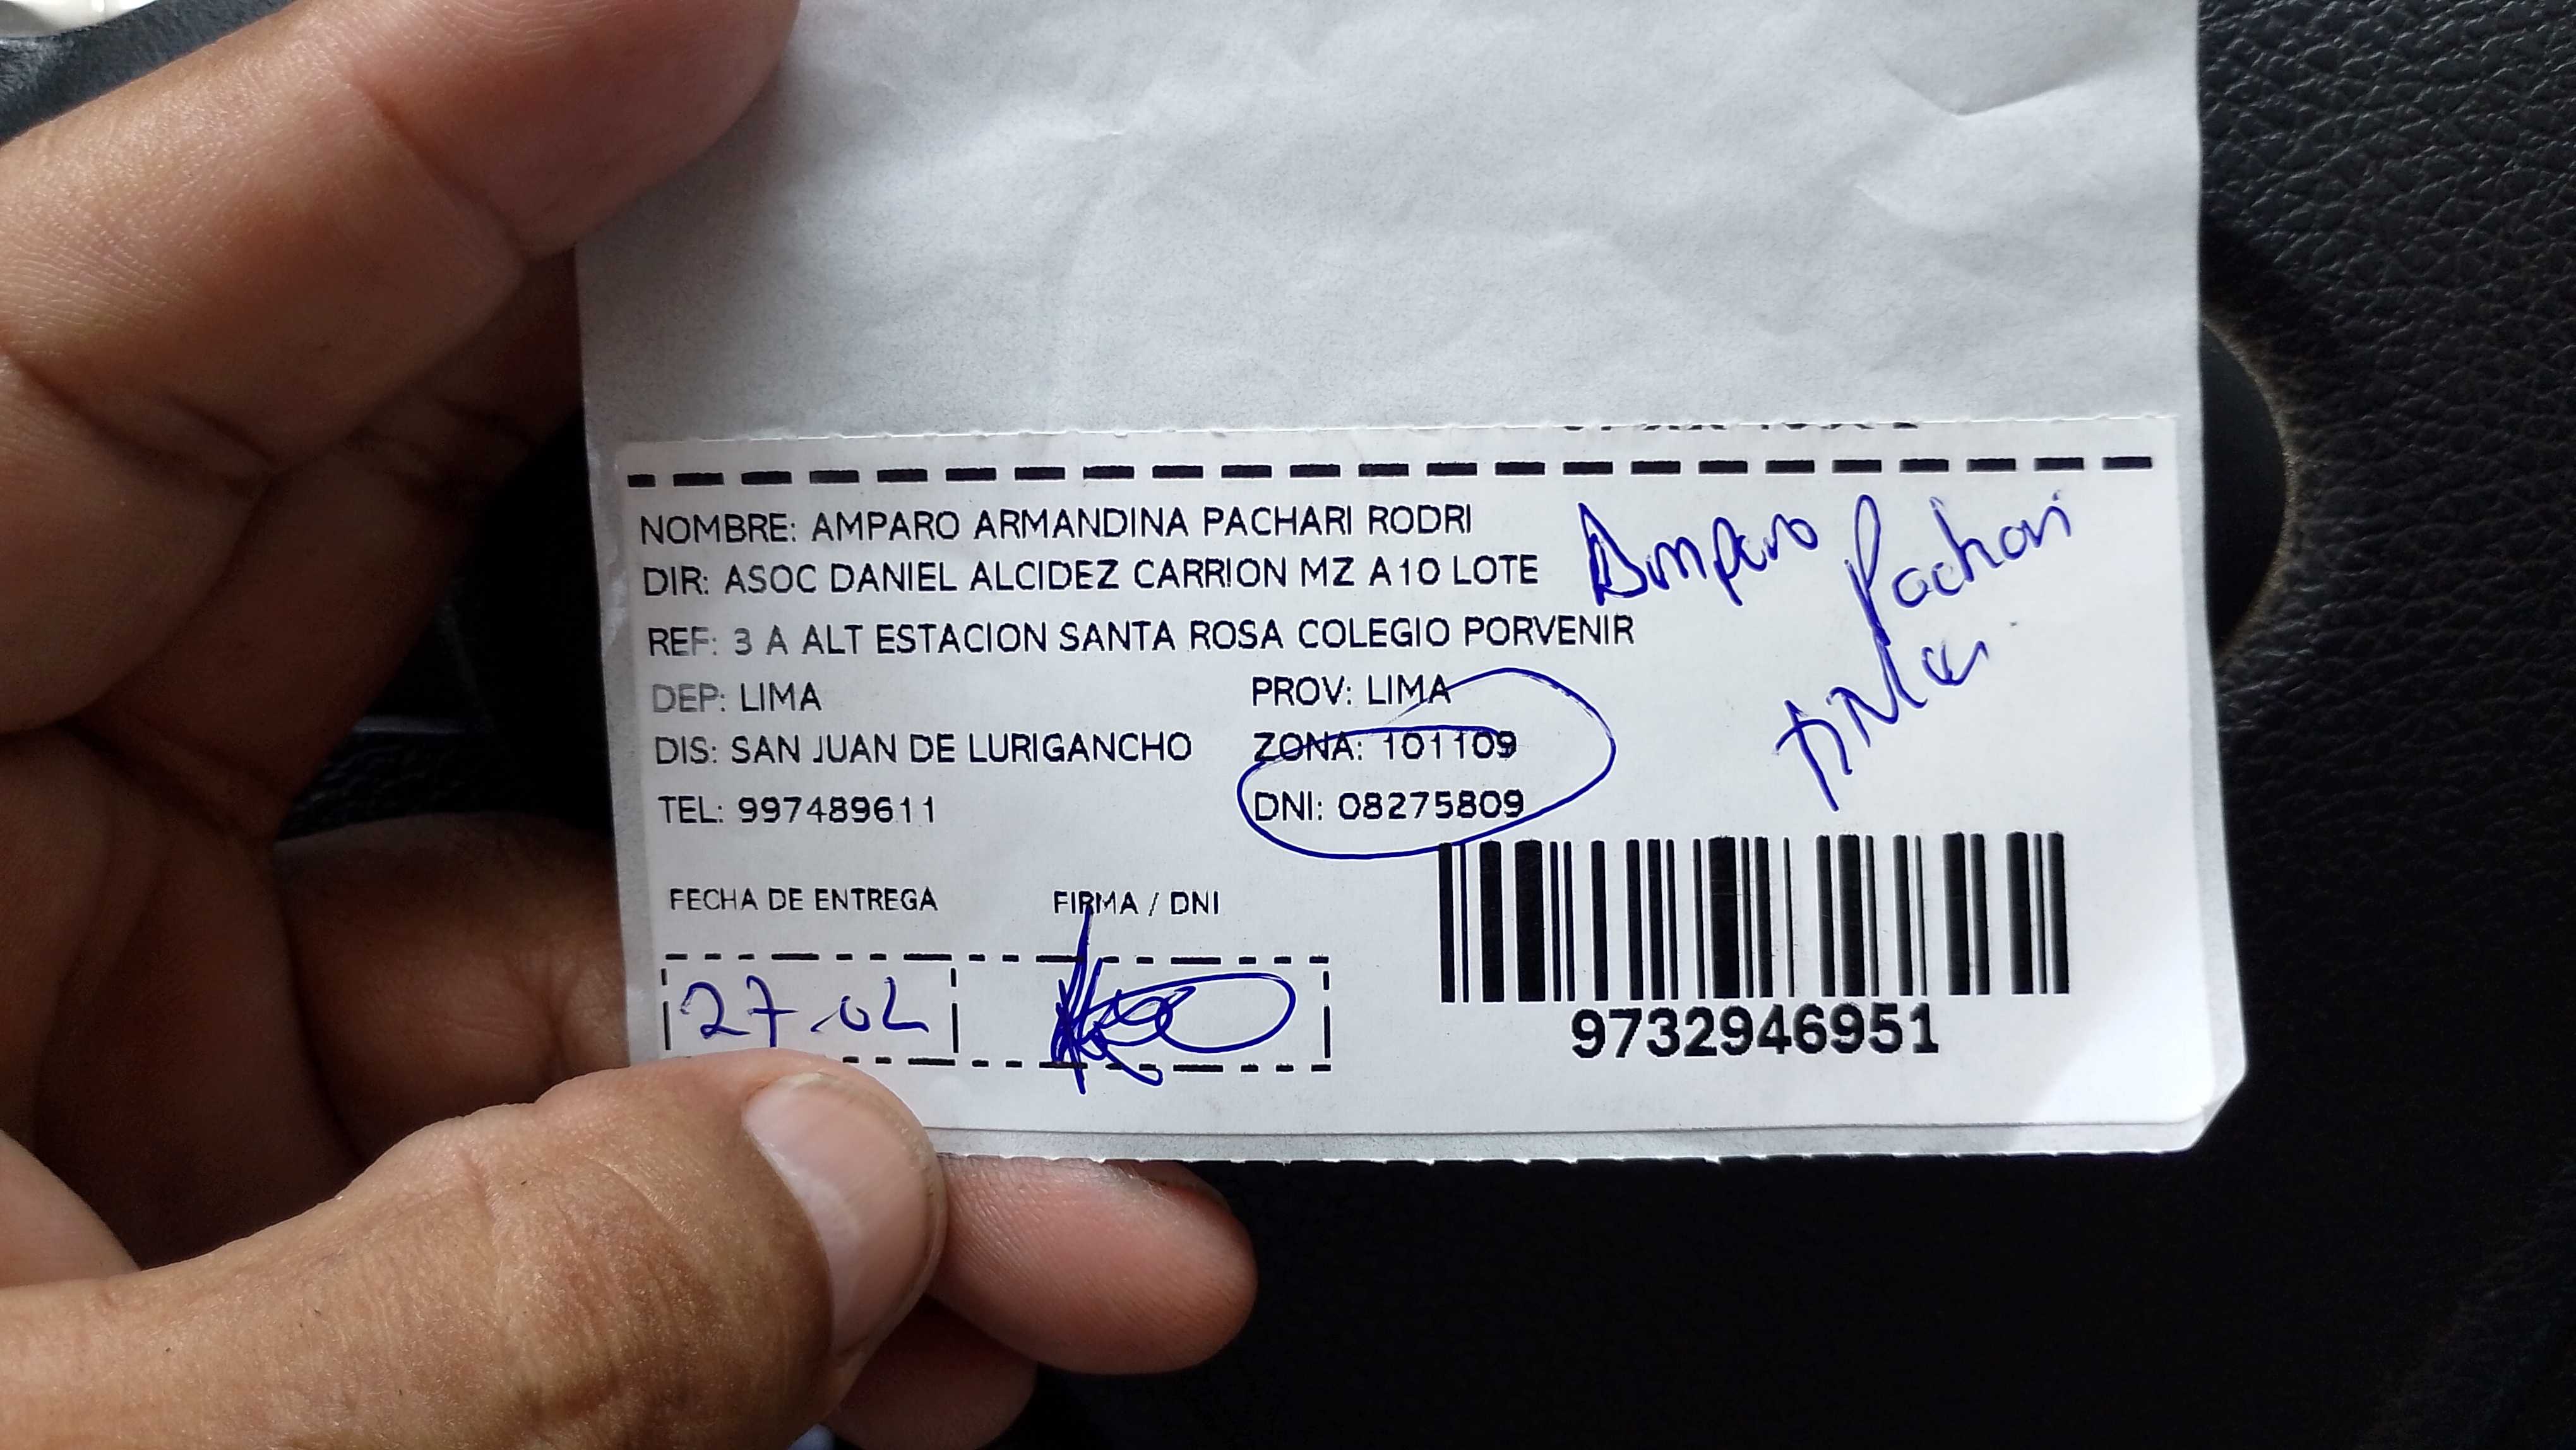 NOMBRE: AMPARO ARMANDINA PACHARI RODRI
DIR: ASOC DANIEL ALCIDEZ CARRION MZ A10 LOTE
Amparo Pachari
REF: 3 A ALT ESTACION SANTA ROSA COLEGIO PORVENIR
DEP: LIMA PROV: LIMA
DIS: SAN JUAN DE LURIGANCHO ZONA: 101109
TEL: 997489611 DNI: 08275809
FECHA DE ENTREGA FIRMA / DNI
27.02
9732946951